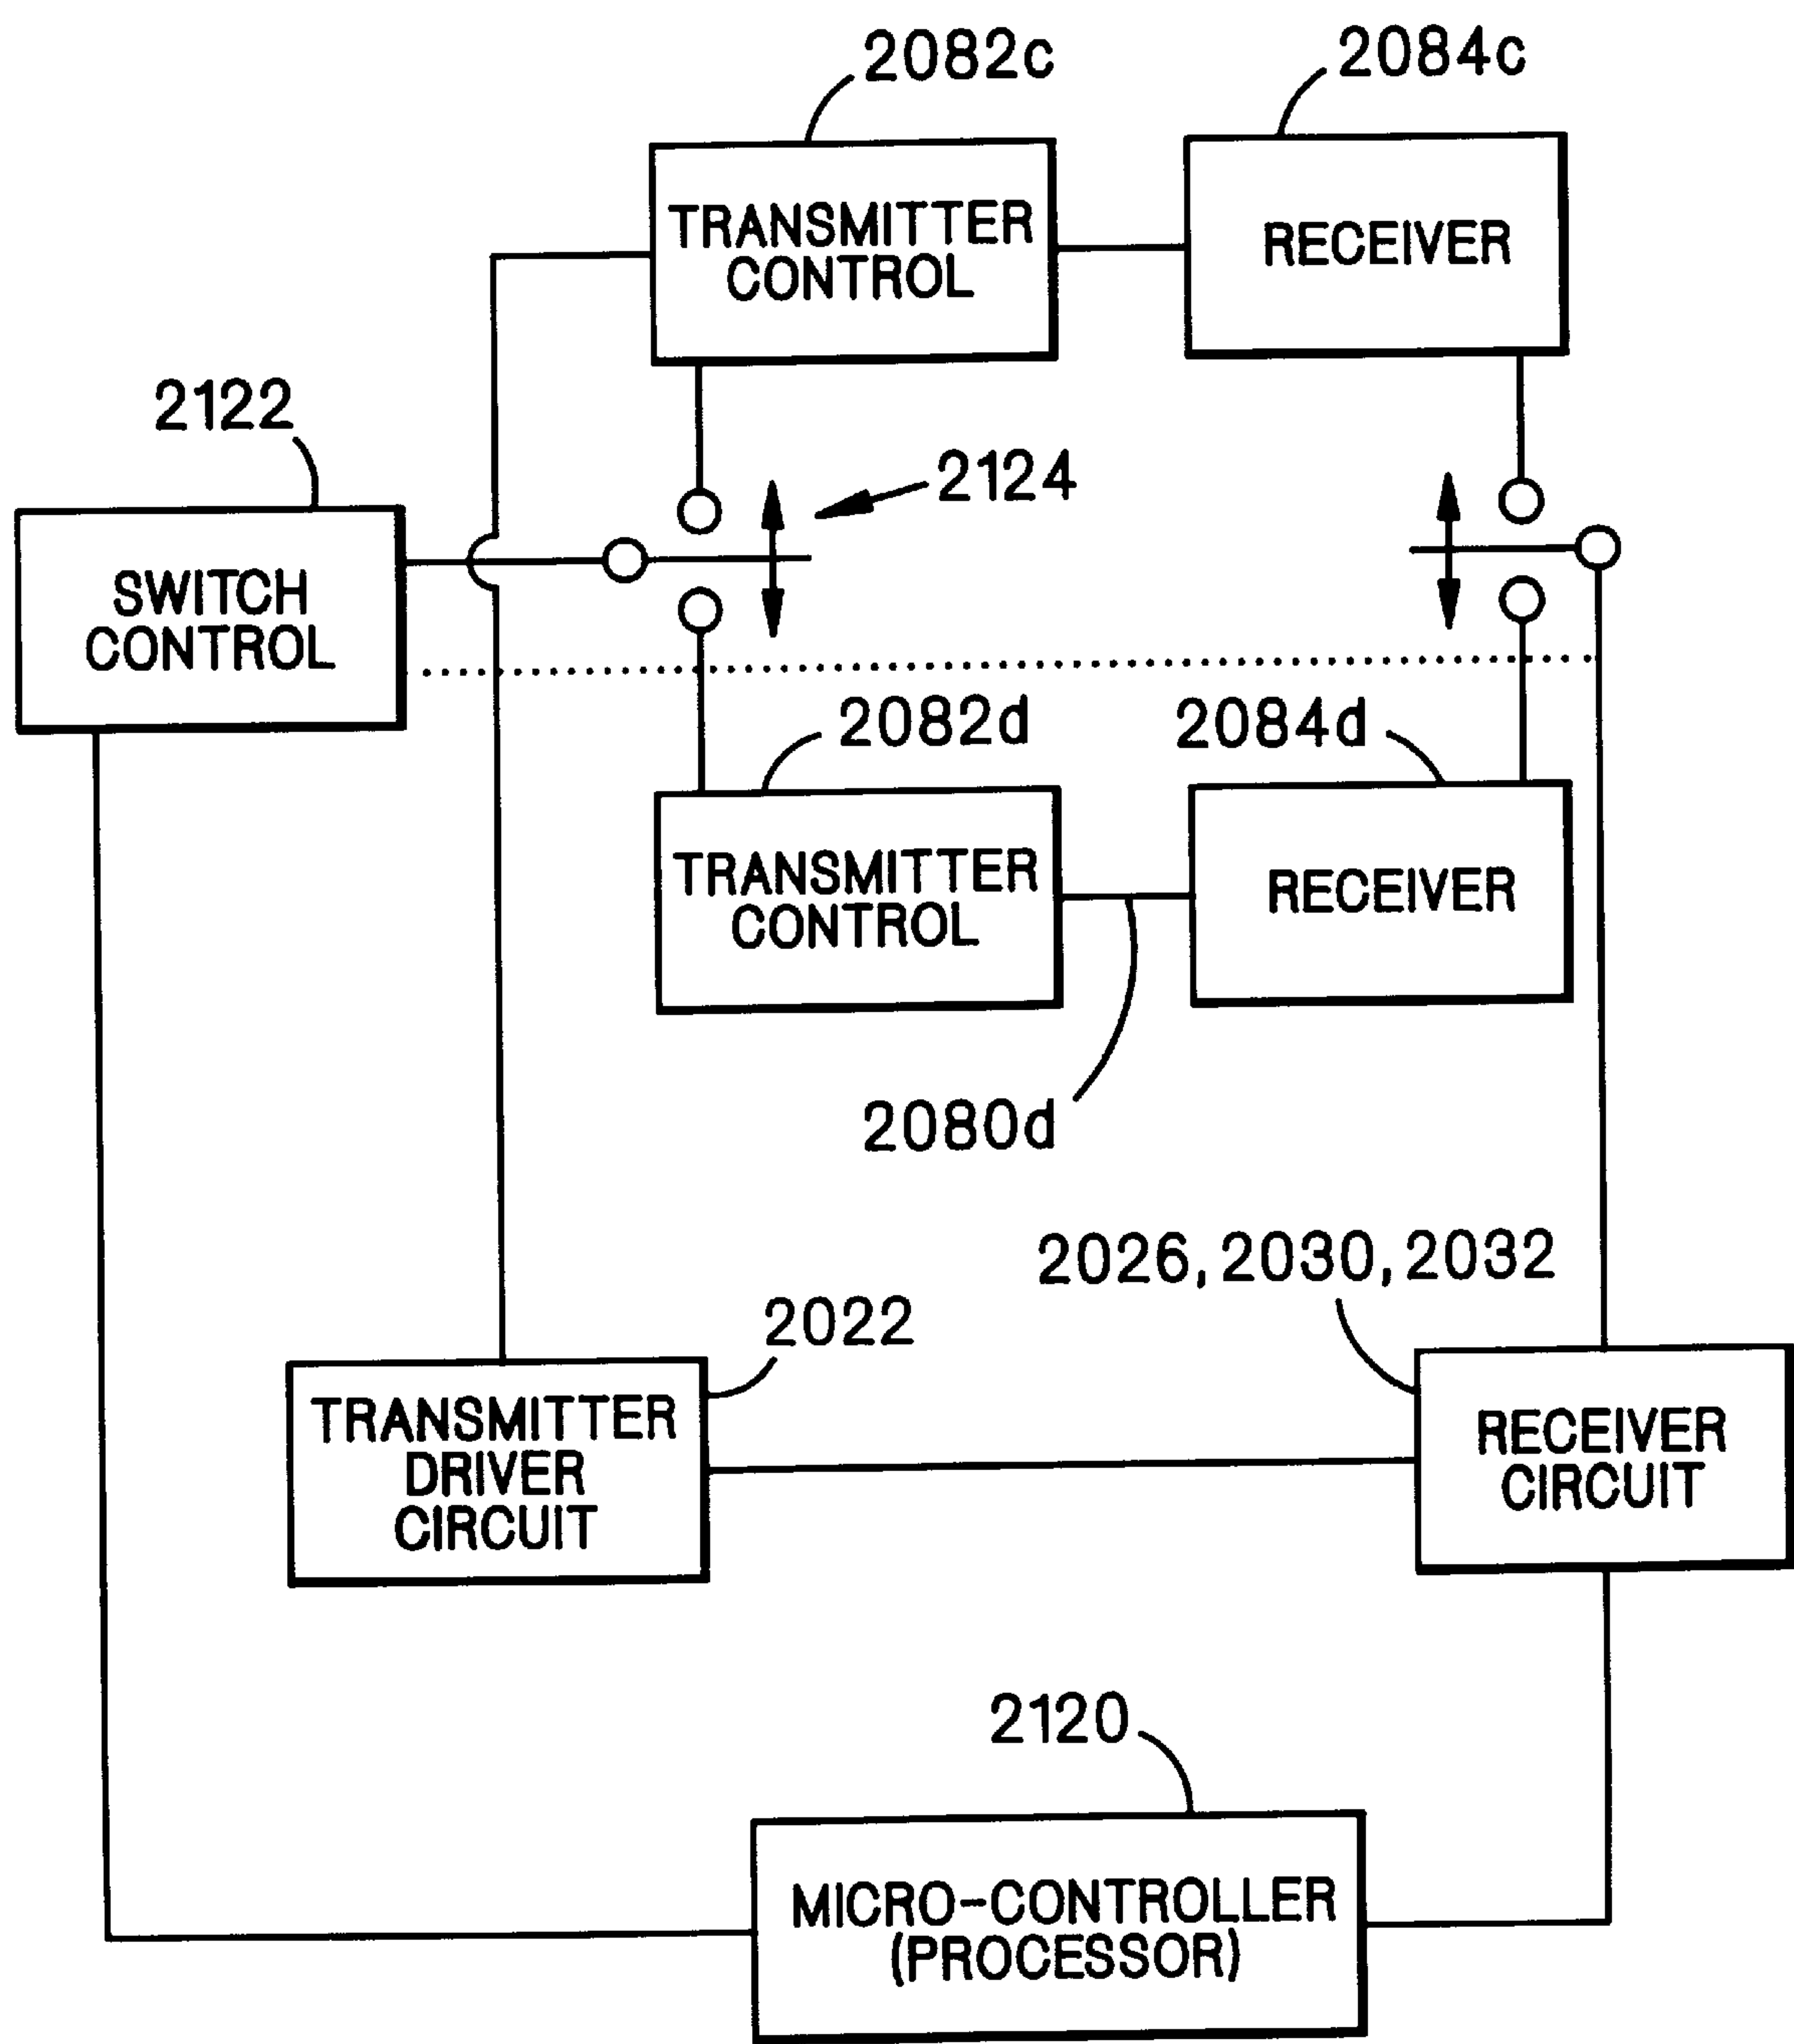 2082c
2084c
TRANSMITTER
CONTROL
RECEIVER
2122
2124
SWITCH
CONTROL
2082d
2084d
TRANSMITTER
CONTROL
RECEIVER
2080d
2026, 2030, 2032
2022
TRANSMITTER
DRIVER
CIRCUIT
RECEIVER
CIRCUIT
2120
MICRO-CONTROLLER
(PROCESSOR)